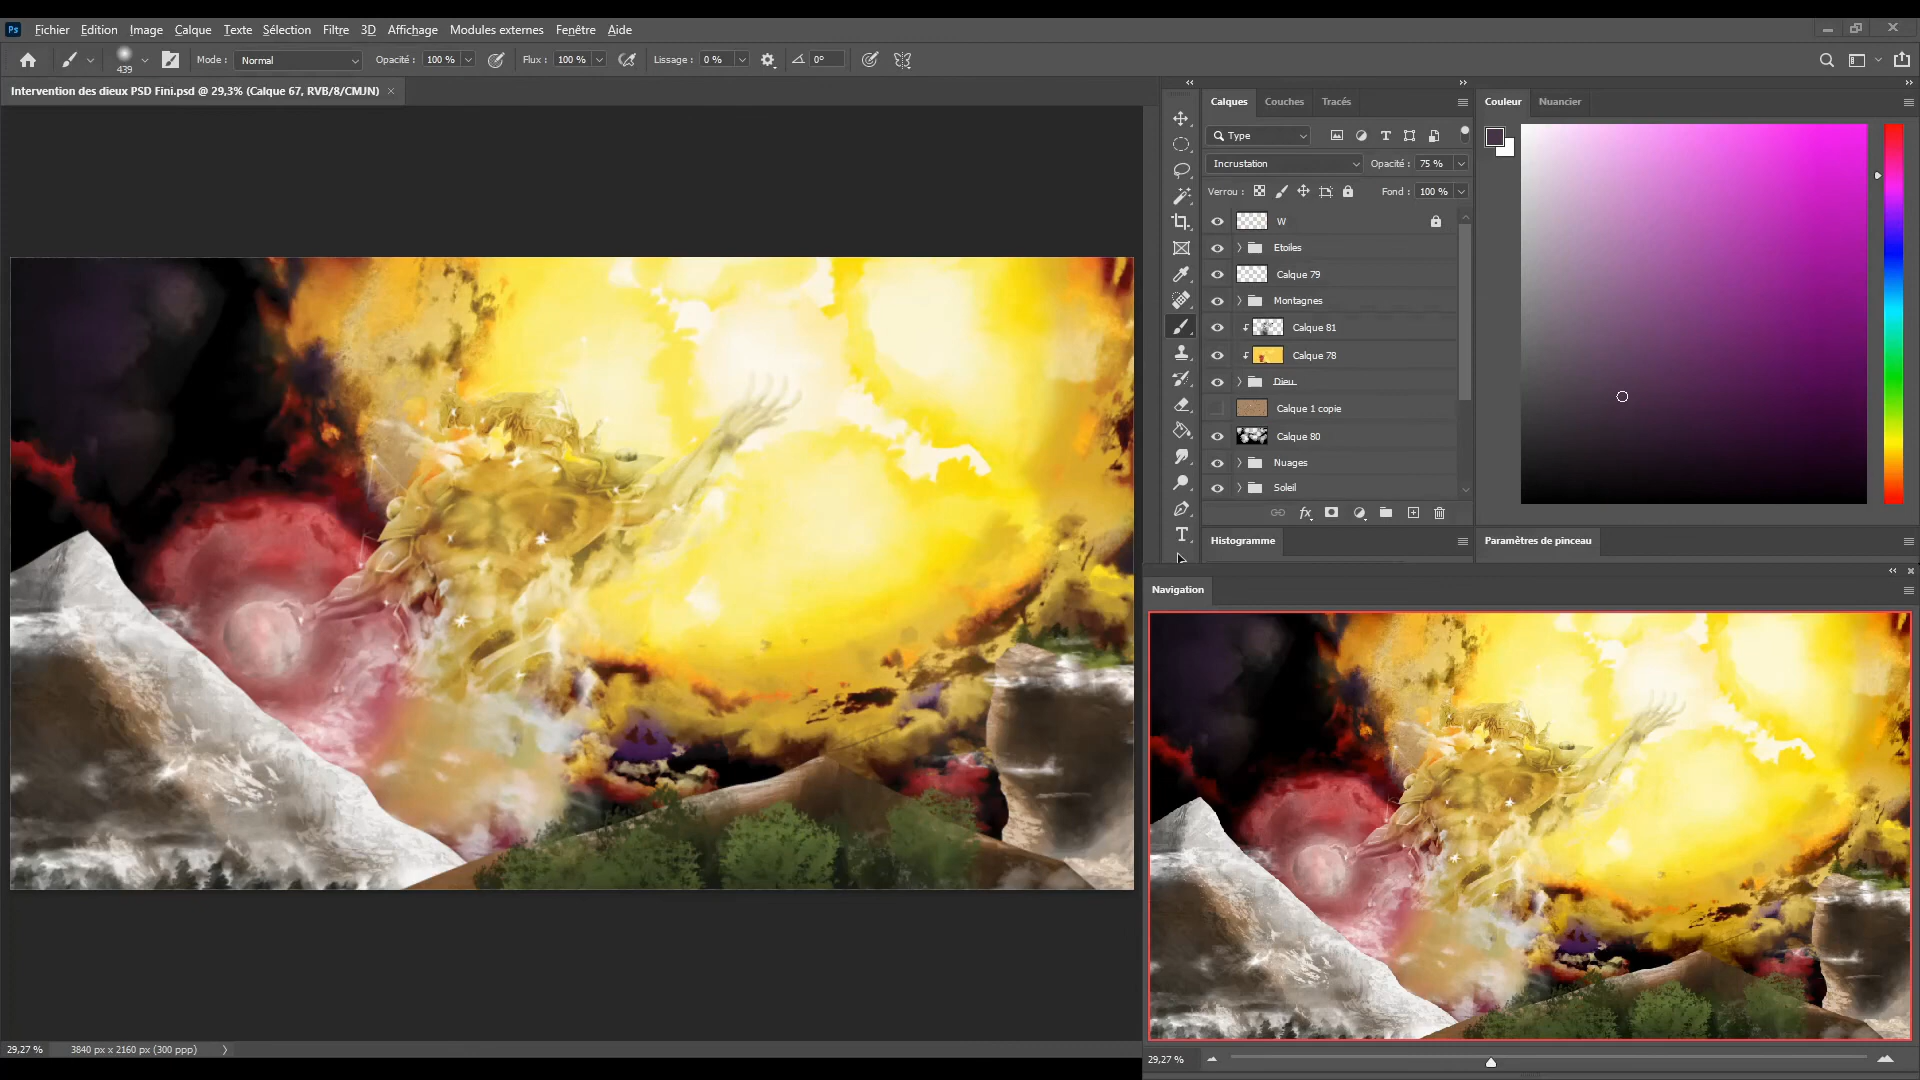 Ps Fichier Edition Image Calque Texte Sélection Filtre 3D Affichage Modules externes Fenêtre Aide
439 Mode : Normal Opacité : 100 % Flux : 100 % Lissage : 0 % 0°
Intervention des dieux PSD Fini.psd @ 29,3% (Calque 67, RVB/8/CMJN) ×
Calques Couches Tracés
Type
Incrustation Opacité : 75 %
Verrou : Fond : 100 %
W
Etoiles
Calque 79
Montagnes
Calque 81
Calque 78
Dieu
Calque 1 copie
Calque 80
Nuages
Soleil
fx
Histogramme
Couleur Nuancier
Paramètres de pinceau
Navigation
29,27 %
29,27 % 3840 px x 2160 px (300 ppp)